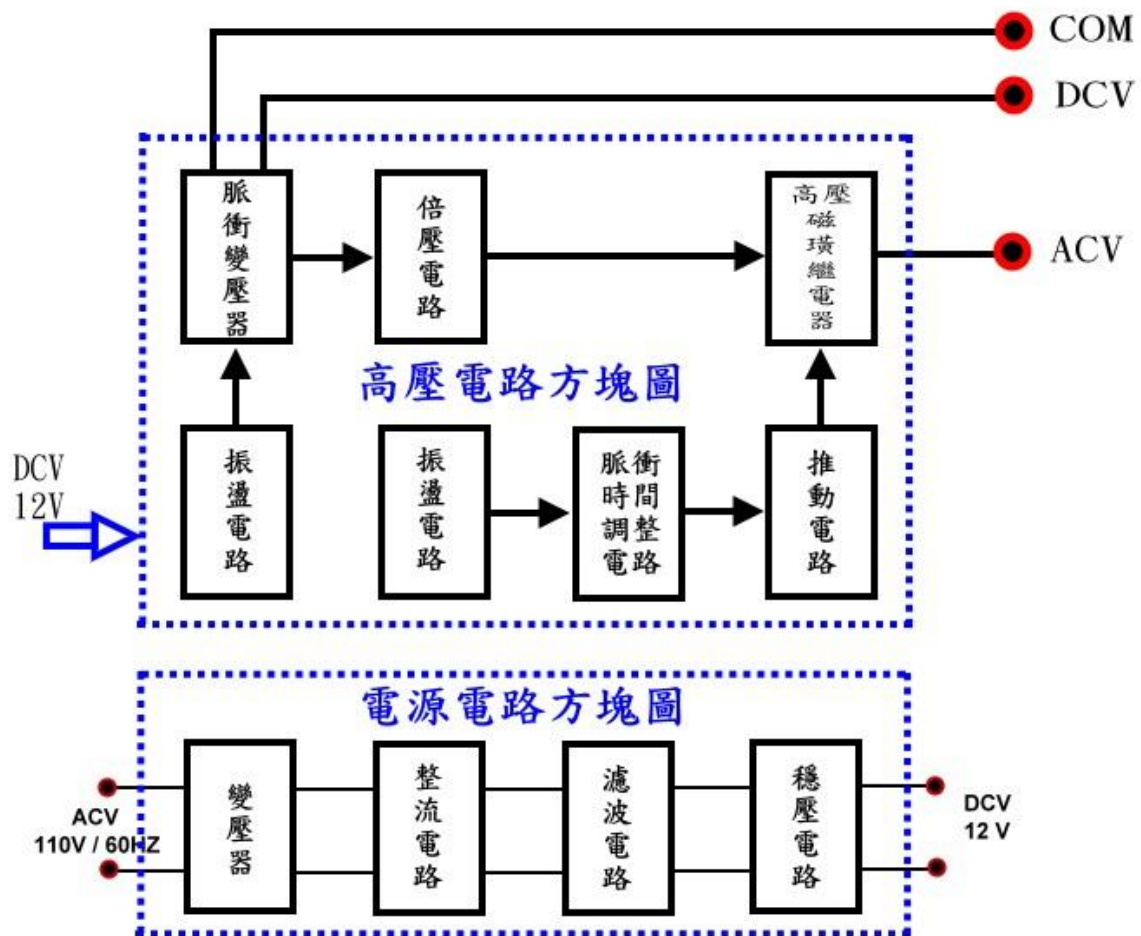 COM
DCV
脈衝變壓器
倍壓電路
高壓
磁璜繼電器
ACV
高壓電路方塊圖
DCV
12V
振盪電路
振盪電路
脈衝
時間
調整
電路
推動電路
電源電路方塊圖
ACV
110V / 60HZ
變壓器
整流電路
濾波電路
穩壓電路
DCV
12 V